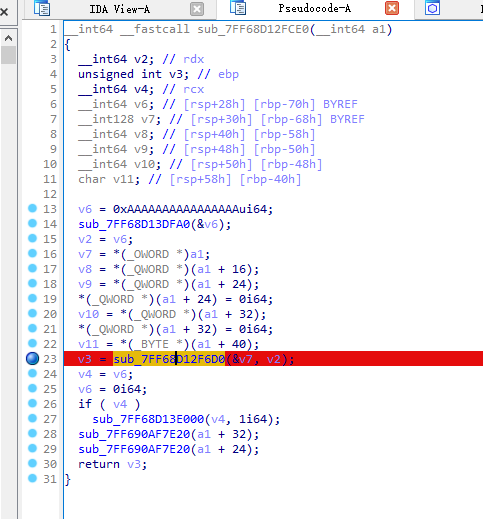 IDA View-A
Pseudocode-A
1 __int64 __fastcall sub_7FF68D12FCE0(__int64 a1)
2 {
3 __int64 v2; // rdx
4 unsigned int v3; // ebp
5 __int64 v4; // rcx
6 __int64 v6; // [rsp+28h] [rbp-70h] BYREF
7 __int128 v7; // [rsp+30h] [rbp-68h] BYREF
8 __int64 v8; // [rsp+40h] [rbp-58h]
9 __int64 v9; // [rsp+48h] [rbp-50h]
10 __int64 v10; // [rsp+50h] [rbp-48h]
11 char v11; // [rsp+58h] [rbp-40h]
12
13 v6 = 0xAAAAAAAAAAAAAAAAui64;
14 sub_7FF68D13DFA0(&v6);
15 v2 = v6;
16 v7 = *(_OWORD *)a1;
17 v8 = *(_QWORD *)(a1 + 16);
18 v9 = *(_QWORD *)(a1 + 24);
19 *(_QWORD *)(a1 + 24) = 0i64;
20 v10 = *(_QWORD *)(a1 + 32);
21 *(_QWORD *)(a1 + 32) = 0i64;
22 v11 = *(_BYTE *)(a1 + 40);
23 v3 = sub_7FF68D12F6D0(&v7, v2);
24 v4 = v6;
25 v6 = 0i64;
26 if ( v4 )
27 sub_7FF68D13E000(v4, 1i64);
28 sub_7FF690AF7E20(a1 + 32);
29 sub_7FF690AF7E20(a1 + 24);
30 return v3;
31 }